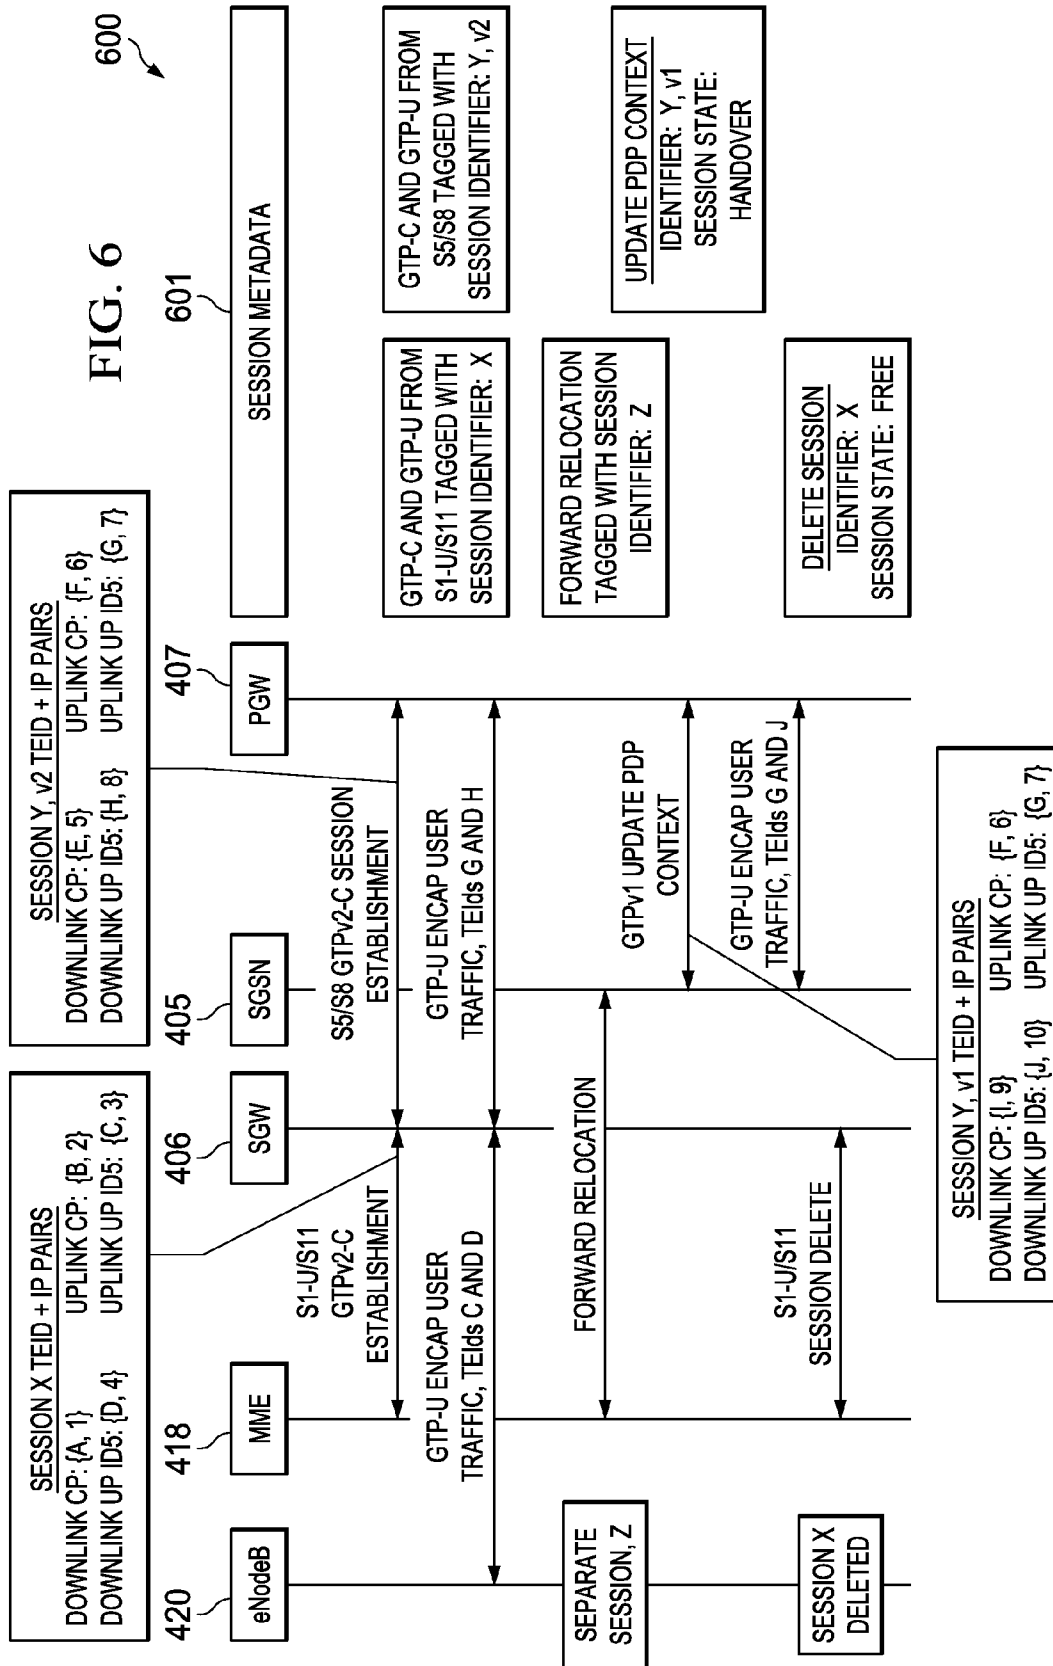 SESSION X TEID + IP PAIRS
DOWNLINK CP: {A, 1} UPLINK CP: {B, 2}
DOWNLINK UP ID5: {D, 4} UPLINK UP ID5: {C, 3}
SESSION Y, v2 TEID + IP PAIRS
DOWNLINK CP: {E, 5} UPLINK CP: {F, 6}
DOWNLINK UP ID5: {H, 8} UPLINK UP ID5: {G, 7}
FIG. 6
600
420
418
406
405
407
601
eNodeB
MME
SGW
SGSN
PGW
SESSION METADATA
S1-U/S11
GTPv2-C
ESTABLISHMENT
S5/S8 GTPv2-C SESSION
ESTABLISHMENT
GTP-C AND GTP-U FROM
S1-U/S11 TAGGED WITH
SESSION IDENTIFIER: X
GTP-C AND GTP-U FROM
S5/S8 TAGGED WITH
SESSION IDENTIFIER: Y, v2
GTP-U ENCAP USER
TRAFFIC, TEIds C AND D
GTP-U ENCAP USER
TRAFFIC, TEIds G AND H
SEPARATE
SESSION, Z
FORWARD RELOCATION
FORWARD RELOCATION
TAGGED WITH SESSION
IDENTIFIER: Z
GTPv1 UPDATE PDP
CONTEXT
UPDATE PDP CONTEXT
IDENTIFIER: Y, v1
SESSION STATE:
HANDOVER
GTP-U ENCAP USER
TRAFFIC, TEIds G AND J
SESSION X
DELETED
S1-U/S11
SESSION DELETE
DELETE SESSION
IDENTIFIER: X
SESSION STATE: FREE
SESSION Y, v1 TEID + IP PAIRS
DOWNLINK CP: {I, 9} UPLINK CP: {F, 6}
DOWNLINK UP ID5: {J, 10} UPLINK UP ID5: {G, 7}